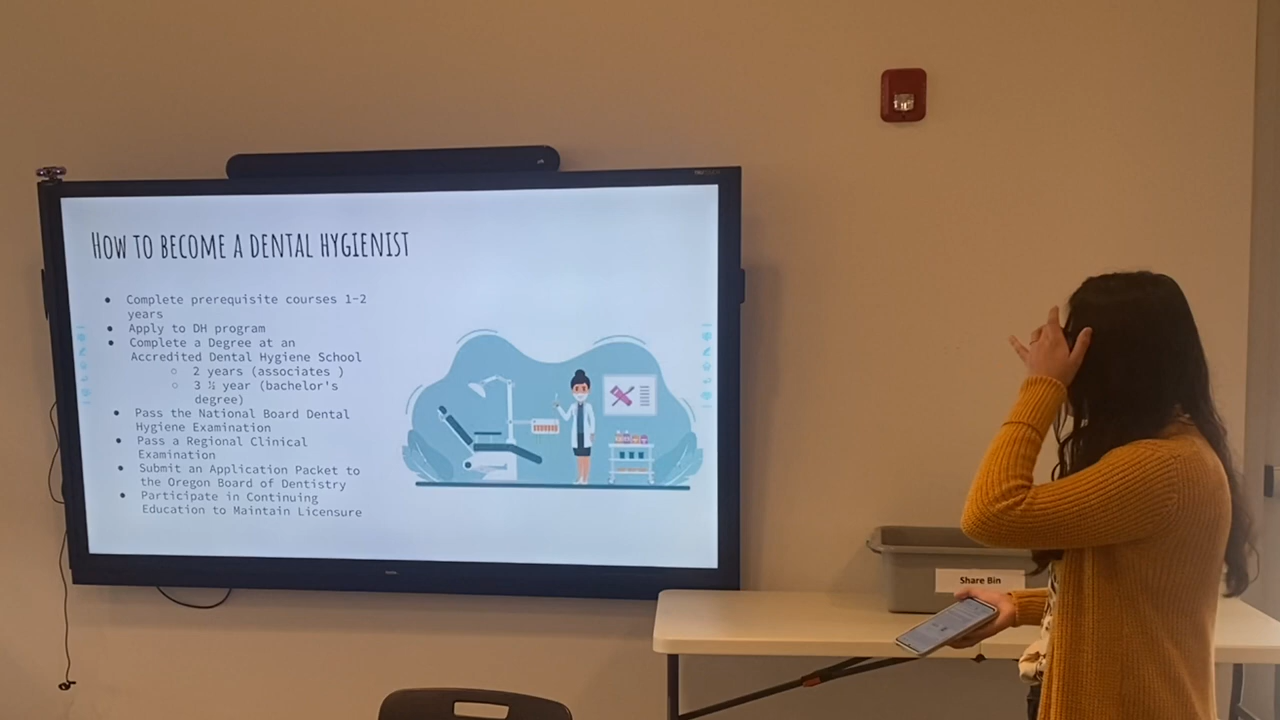 How to become a dental hygienist
● Complete prerequisite courses 1-2
years
● Apply to DH program
● Complete a Degree at an
Accredited Dental Hygiene School
○ 2 years (associates )
○ 3 ½ year (bachelor's
degree)
● Pass the National Board Dental
Hygiene Examination
● Pass a Regional Clinical
Examination
● Submit an Application Packet to
the Oregon Board of Dentistry
● Participate in Continuing
Education to Maintain Licensure
Share Bin